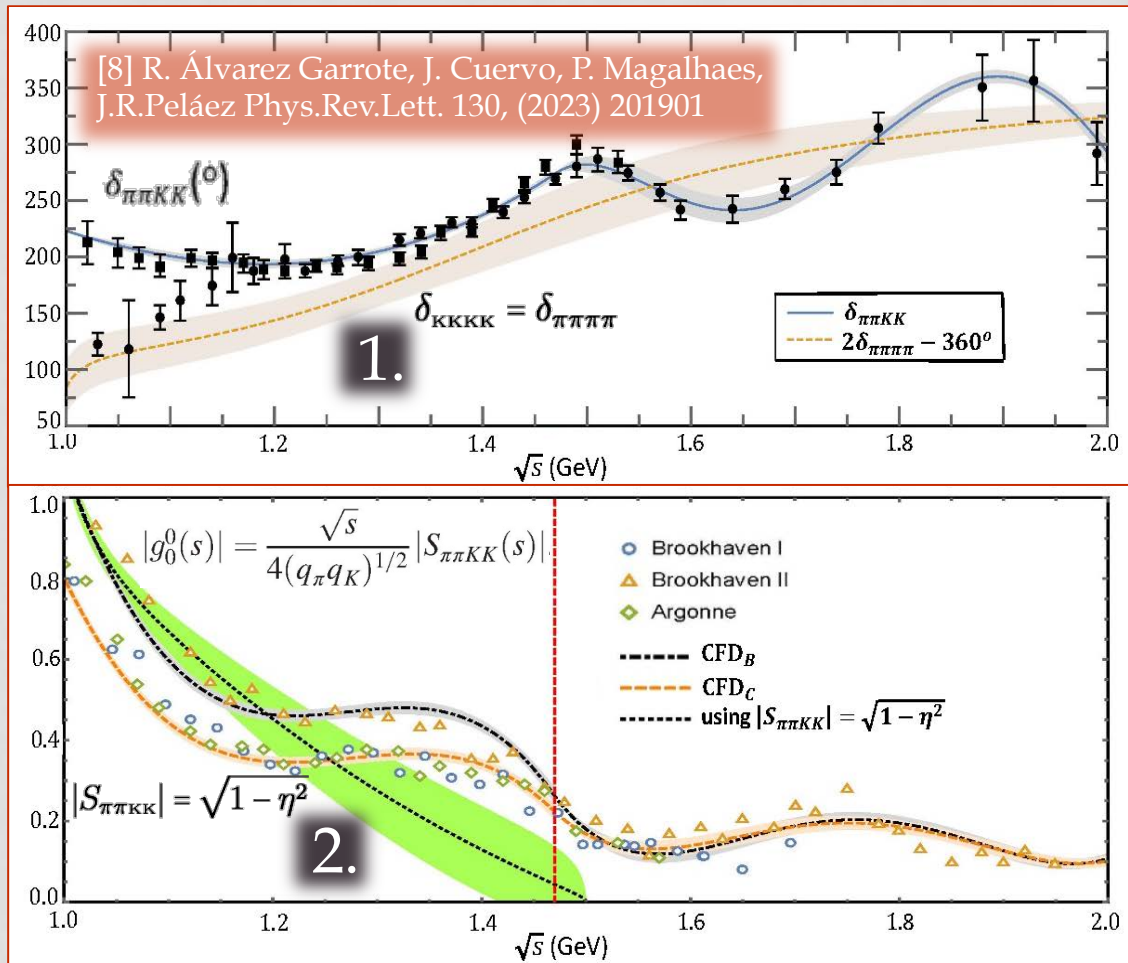 400
350
300
250
200
150
100
50
[8] R. Álvarez Garrote, J. Cuervo, P. Magalhaes,
J.R.Peláez Phys.Rev.Lett. 130, (2023) 201901
δππKK(°)
δKKKK = δππππ
1.
δππKK
2δππππ − 360°
1.0 1.2 1.4 1.6 1.8 2.0
√s (GeV)
1.0
0.8
0.6
0.4
0.2
0.0
|g⁰₀(s)| = √s / 4(qπqK)^1/2 |SππKK(s)|.
Brookhaven I
Brookhaven II
Argonne
CFD_B
CFD_C
using |SππKK| = √1 − η²
|SππKK| = √1 − η²
2.
1.0 1.2 1.4 1.6 1.8 2.0
√s (GeV)